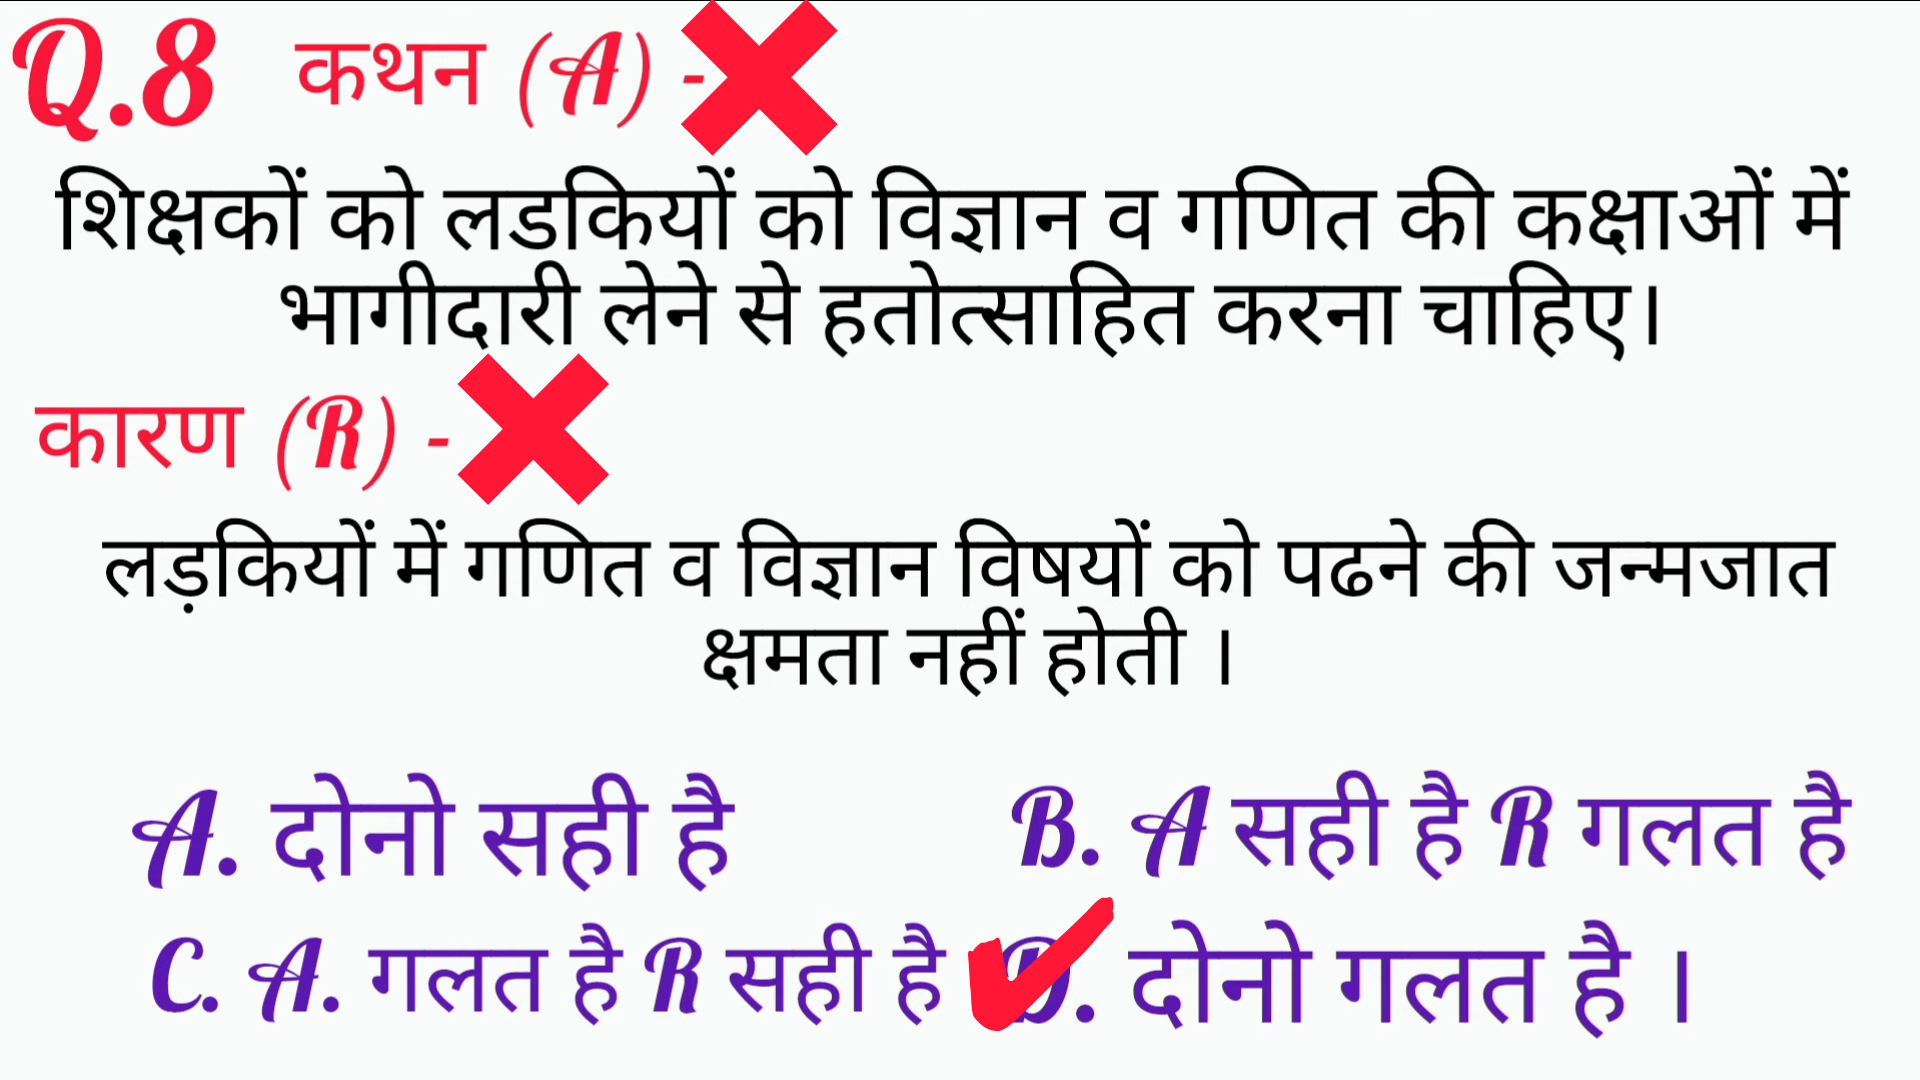 Q.8 कथन (A) -
शिक्षकों को लडकियों को विज्ञान व गणित की कक्षाओं में
भागीदारी लेने से हतोत्साहित करना चाहिए।
कारण (R) -
लड़कियों में गणित व विज्ञान विषयों को पढने की जन्मजात
क्षमता नहीं होती ।
A. दोनो सही है
B. A सही है R गलत है
C. A. गलत है R सही है
D. दोनो गलत है ।